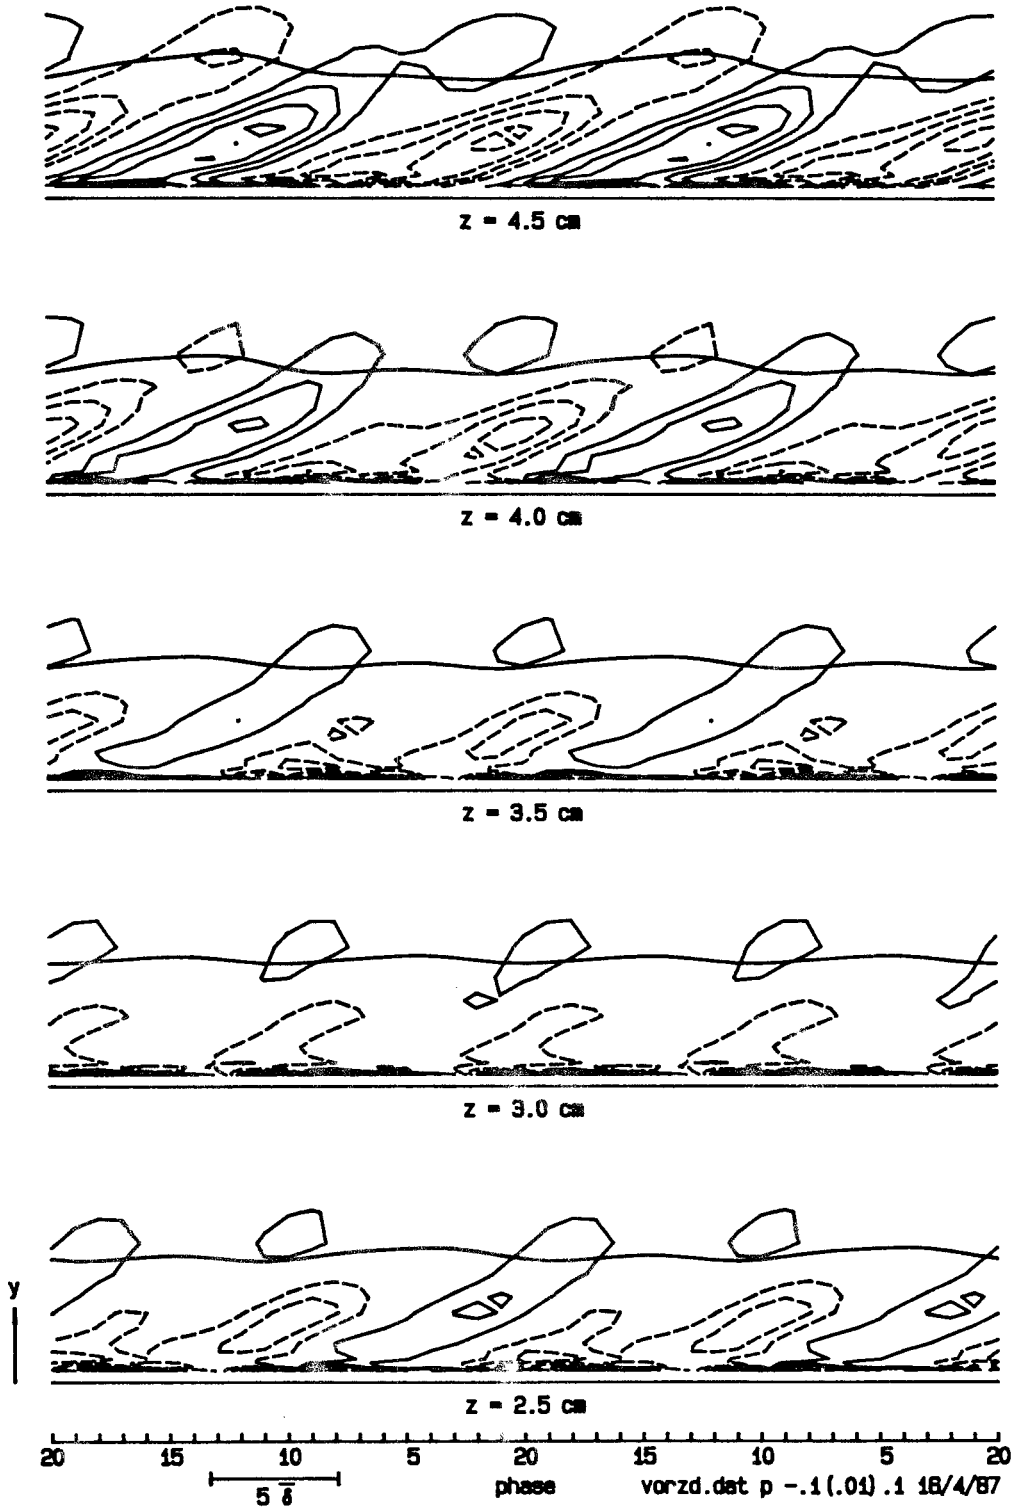 z = 4.5 cm
z = 4.0 cm
z = 3.5 cm
z = 3.0 cm
y
z = 2.5 cm
20 15 10 5 20 15 10 5 20
5 δ̅ phase vorzd.dat p -.1(.01).1 16/4/87